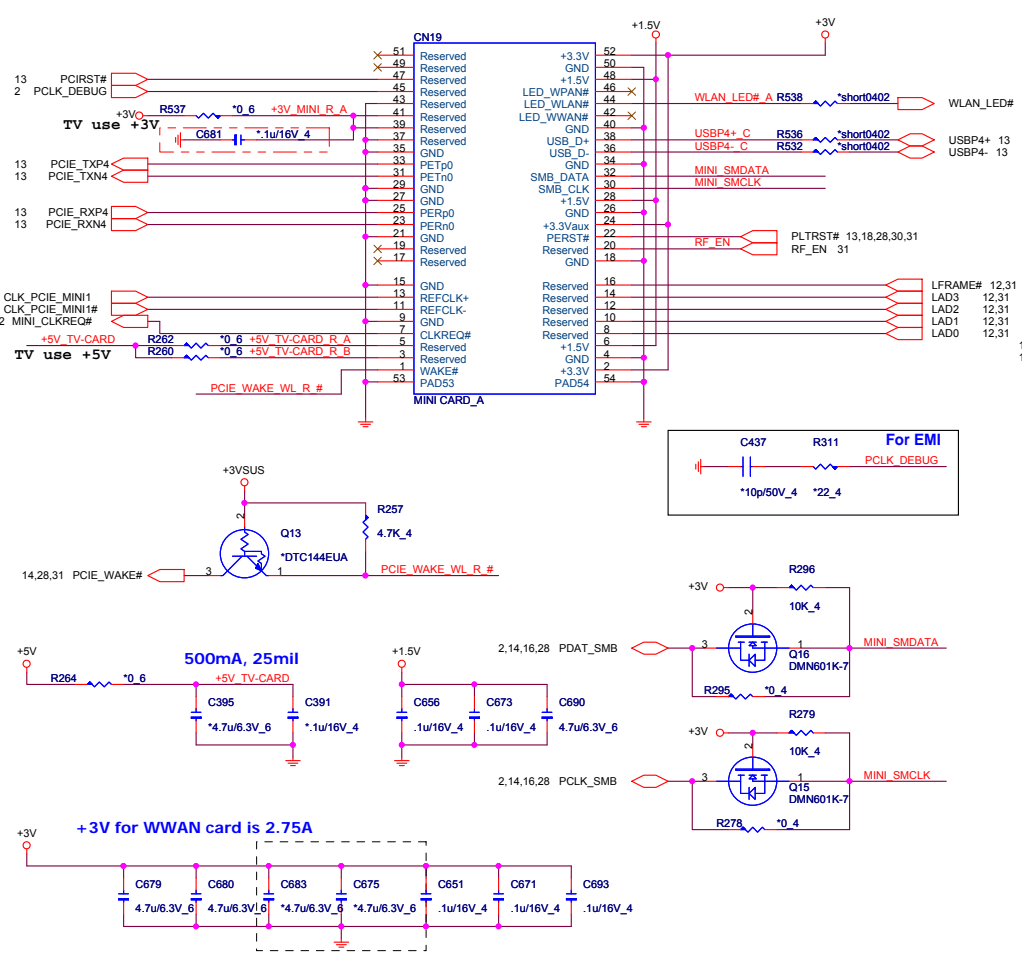 +1.5V
+3V
CN19
51 Reserved +3.3V 52
49 Reserved GND 50
13 PCIRST# 47 Reserved +1.5V 48
2 PCLK_DEBUG 45 Reserved LED_WPAN# 46
43 Reserved LED_WLAN# 44 WLAN_LED#_A R538 *short0402 WLAN_LED#
+3V R537 *0_6 +3V_MINI_R_A 41 Reserved LED_WWAN# 42
TV use +3V
39 Reserved GND 40
C681 *.1u/16V_4 37 Reserved USB_D+ 38 USBP4+_C R536 *short0402 USBP4+ 13
35 GND USB_D- 36 USBP4-_C R532 *short0402 USBP4- 13
13 PCIE_TXP4 33 PETp0 GND 34
13 PCIE_TXN4 31 PETn0 SMB_DATA 32 MINI_SMDATA
29 GND SMB_CLK 30 MINI_SMCLK
27 GND +1.5V 28
13 PCIE_RXP4 25 PERp0 GND 26
13 PCIE_RXN4 23 PERn0 +3.3Vaux 24
21 GND PERST# 22 PLTRST# 13,18,28,30,31
19 Reserved Reserved 20 RF_EN RF_EN 31
17 Reserved GND 18
15 GND Reserved 16 LFRAME# 12,31
CLK_PCIE_MINI1 13 REFCLK+ Reserved 14 LAD3 12,31
CLK_PCIE_MINI1# 11 REFCLK- Reserved 12 LAD2 12,31
2 MINI_CLKREQ# 9 GND Reserved 10 LAD1 12,31
7 CLKREQ# Reserved 8 LAD0 12,31
+5V_TV-CARD R262 *0_6 +5V_TV-CARD_R_A 5 Reserved +1.5V 6
TV use +5V R260 *0_6 +5V_TV-CARD_R_B 3 Reserved GND 4
1 WAKE# +3.3V 2
PCIE_WAKE_WL_R_# 53 PAD53 PAD54 54
MINI CARD_A
1
1
For EMI
C437 R311 PCLK_DEBUG
*10p/50V_4 *22_4
+3VSUS
2 Q13 R257
*DTC144EUA 4.7K_4
14,28,31 PCIE_WAKE# 3 1 PCIE_WAKE_WL_R_#
+3V R296
10K_4
2
2,14,16,28 PDAT_SMB 3 1 MINI_SMDATA
Q16
DMN601K-7
R295 *0_4
+3V R279
10K_4
2
2,14,16,28 PCLK_SMB 3 1 MINI_SMCLK
Q15
DMN601K-7
R278 *0_4
+5V 500mA, 25mil
R264 *0_6 +5V_TV-CARD
C395 C391
*4.7u/6.3V_6 *.1u/16V_4
+1.5V
C656 C673 C690
.1u/16V_4 .1u/16V_4 4.7u/6.3V_6
+3V +3V for WWAN card is 2.75A
C679 C680 C683 C675 C651 C671 C693
4.7u/6.3V_6 4.7u/6.3V_6 *4.7u/6.3V_6 *4.7u/6.3V_6 .1u/16V_4 .1u/16V_4 .1u/16V_4